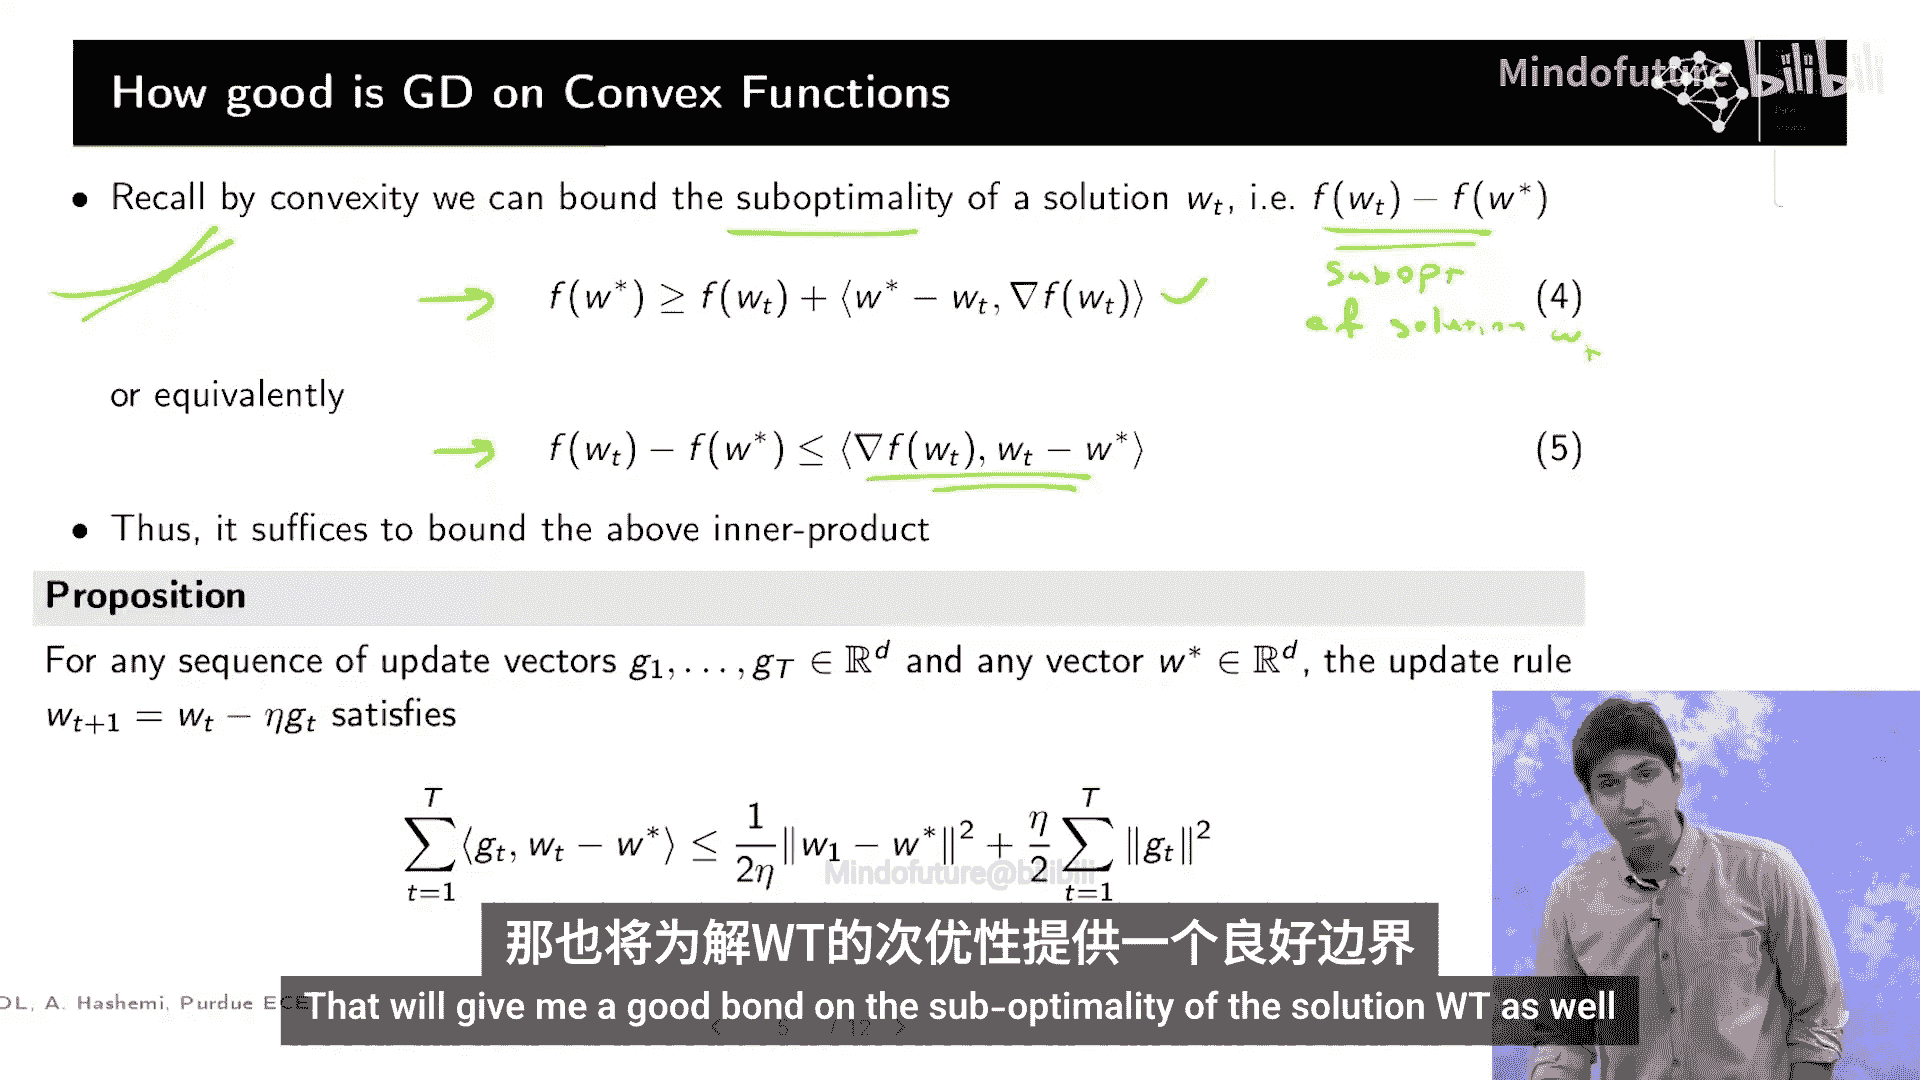 How good is GD on Convex Functions
Mindofuture
bilibili
• Recall by convexity we can bound the suboptimality of a solution w_t, i.e. f(w_t) − f(w*)
subopt
of solution w_t
f(w*) ≥ f(w_t) + ⟨w* − w_t, ∇f(w_t)⟩ (4)
or equivalently
f(w_t) − f(w*) ≤ ⟨∇f(w_t), w_t − w*⟩ (5)
• Thus, it suffices to bound the above inner-product
Proposition
For any sequence of update vectors g_1, . . . , g_T ∈ ℝ^d and any vector w* ∈ ℝ^d, the update rule
w_{t+1} = w_t − ηg_t satisfies
∑_{t=1}^{T} ⟨g_t, w_t − w*⟩ ≤ 1/(2η) ‖w_1 − w*‖² + η/2 ∑_{t=1}^{T} ‖g_t‖²
Mindofuture@bilibili
那也将为解WT的次优性提供一个良好边界
DL, A. Hashemi, Purdue ECE
That will give me a good bond on the sub-optimality of the solution WT as well
5 / 12